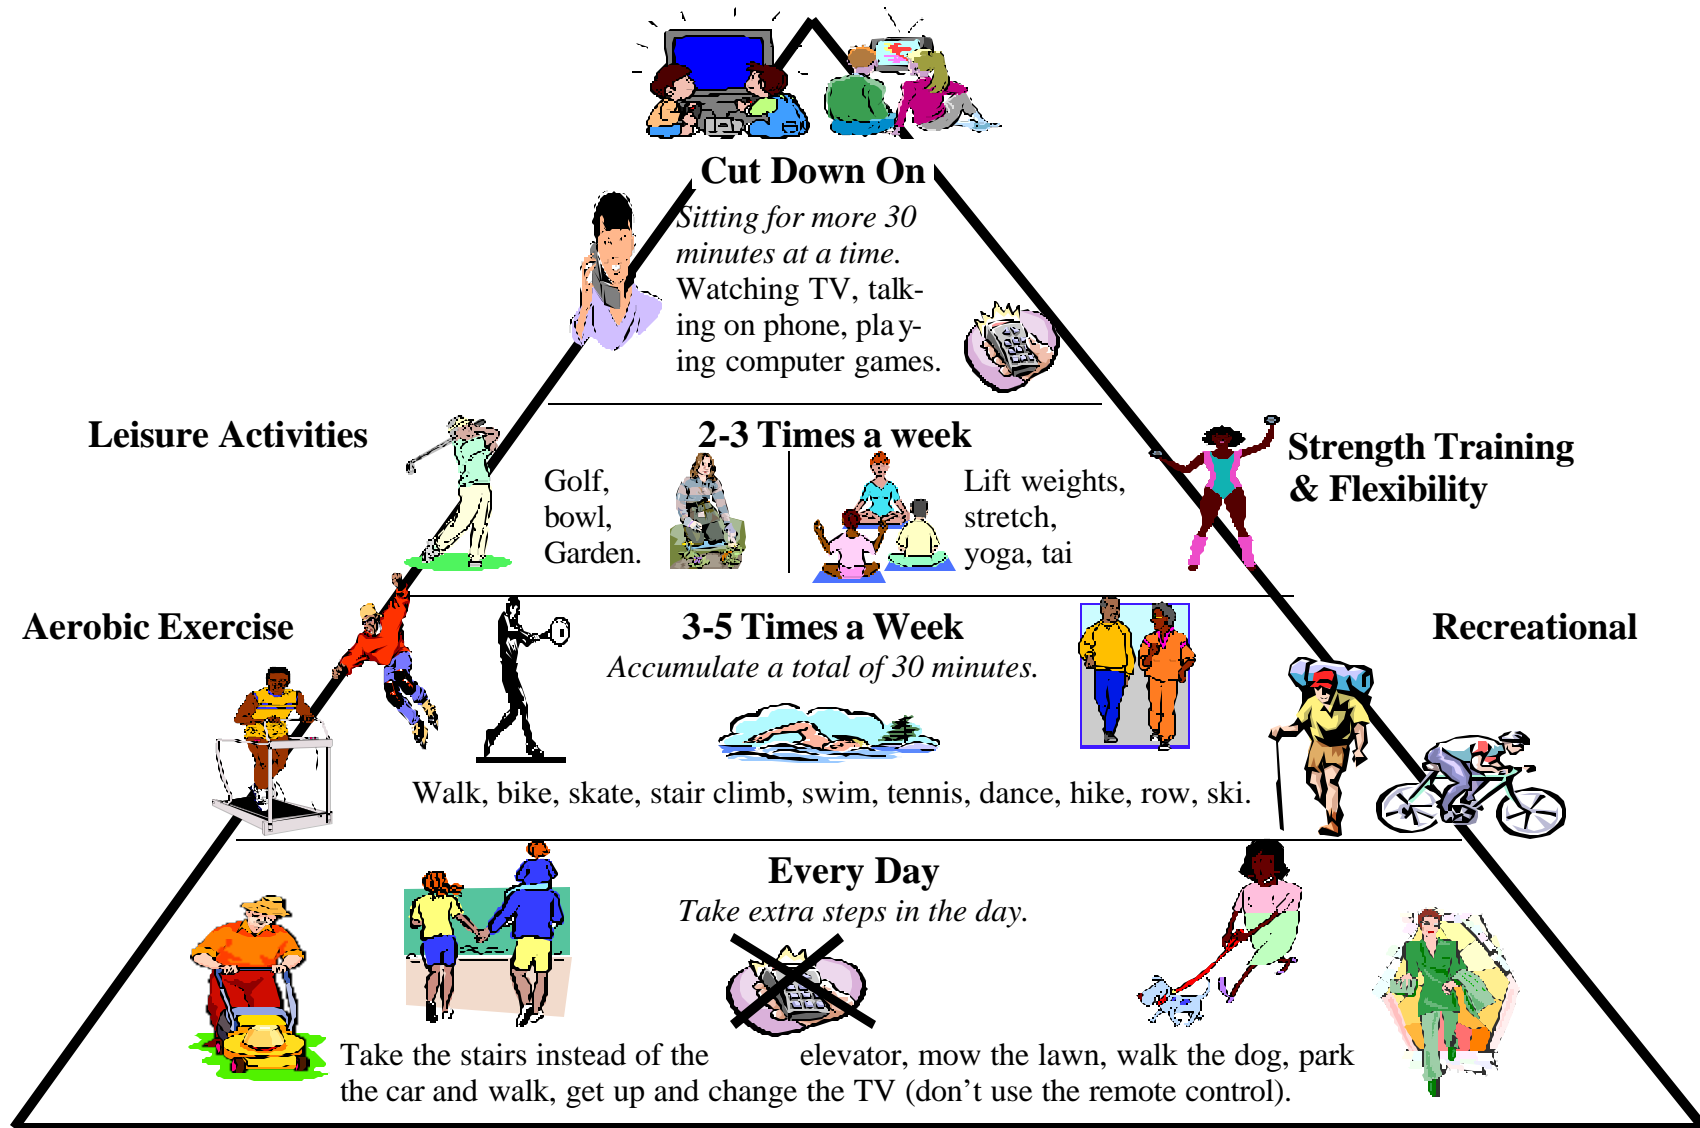 Cut Down On
Sitting for more 30
minutes at a time.
Watching TV, talk-
ing on phone, play-
ing computer games.
Leisure Activities
2-3 Times a week
Strength Training
& Flexibility
Golf,
bowl,
Garden.
Lift weights,
stretch,
yoga, tai
Aerobic Exercise
3-5 Times a Week
Recreational
Accumulate a total of 30 minutes.
Walk, bike, skate, stair climb, swim, tennis, dance, hike, row, ski.
Every Day
Take extra steps in the day.
Take the stairs instead of the elevator, mow the lawn, walk the dog, park
the car and walk, get up and change the TV (don’t use the remote control).